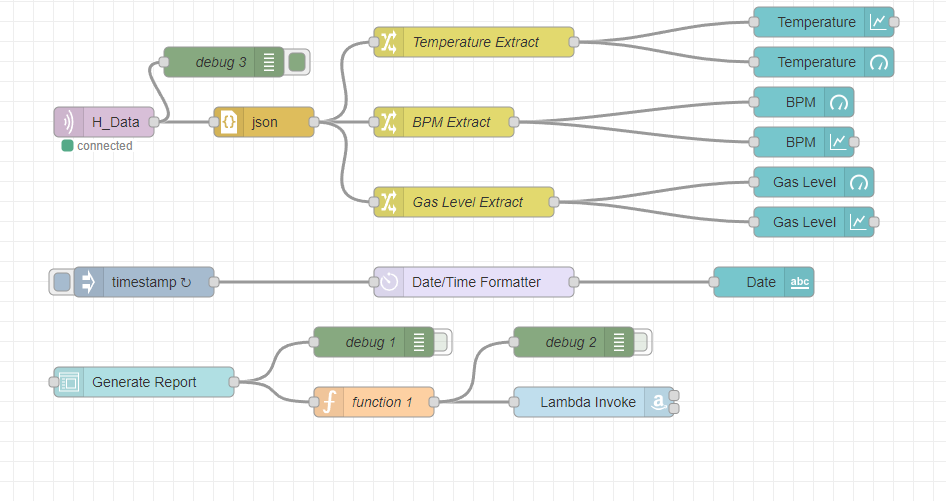 Temperature
Temperature Extract
debug 3
Temperature
BPM
H_Data
json
BPM Extract
BPM
connected
Gas Level
Gas Level Extract
Gas Level
timestamp ↻
Date/Time Formatter
Date
abc
debug 1
debug 2
Generate Report
function 1
Lambda Invoke
a